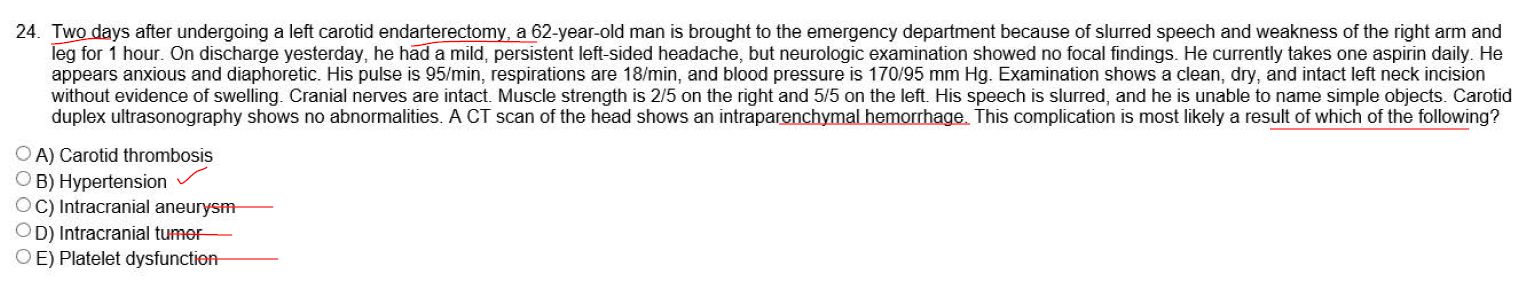 24. Two days after undergoing a left carotid endarterectomy, a 62-year-old man is brought to the emergency department because of slurred speech and weakness of the right arm and
leg for 1 hour. On discharge yesterday, he had a mild, persistent left-sided headache, but neurologic examination showed no focal findings. He currently takes one aspirin daily. He
appears anxious and diaphoretic. His pulse is 95/min, respirations are 18/min, and blood pressure is 170/95 mm Hg. Examination shows a clean, dry, and intact left neck incision
without evidence of swelling. Cranial nerves are intact. Muscle strength is 2/5 on the right and 5/5 on the left. His speech is slurred, and he is unable to name simple objects. Carotid
duplex ultrasonography shows no abnormalities. A CT scan of the head shows an intraparenchymal hemorrhage. This complication is most likely a result of which of the following?
A) Carotid thrombosis
B) Hypertension
C) Intracranial aneurysm
D) Intracranial tumor
E) Platelet dysfunction